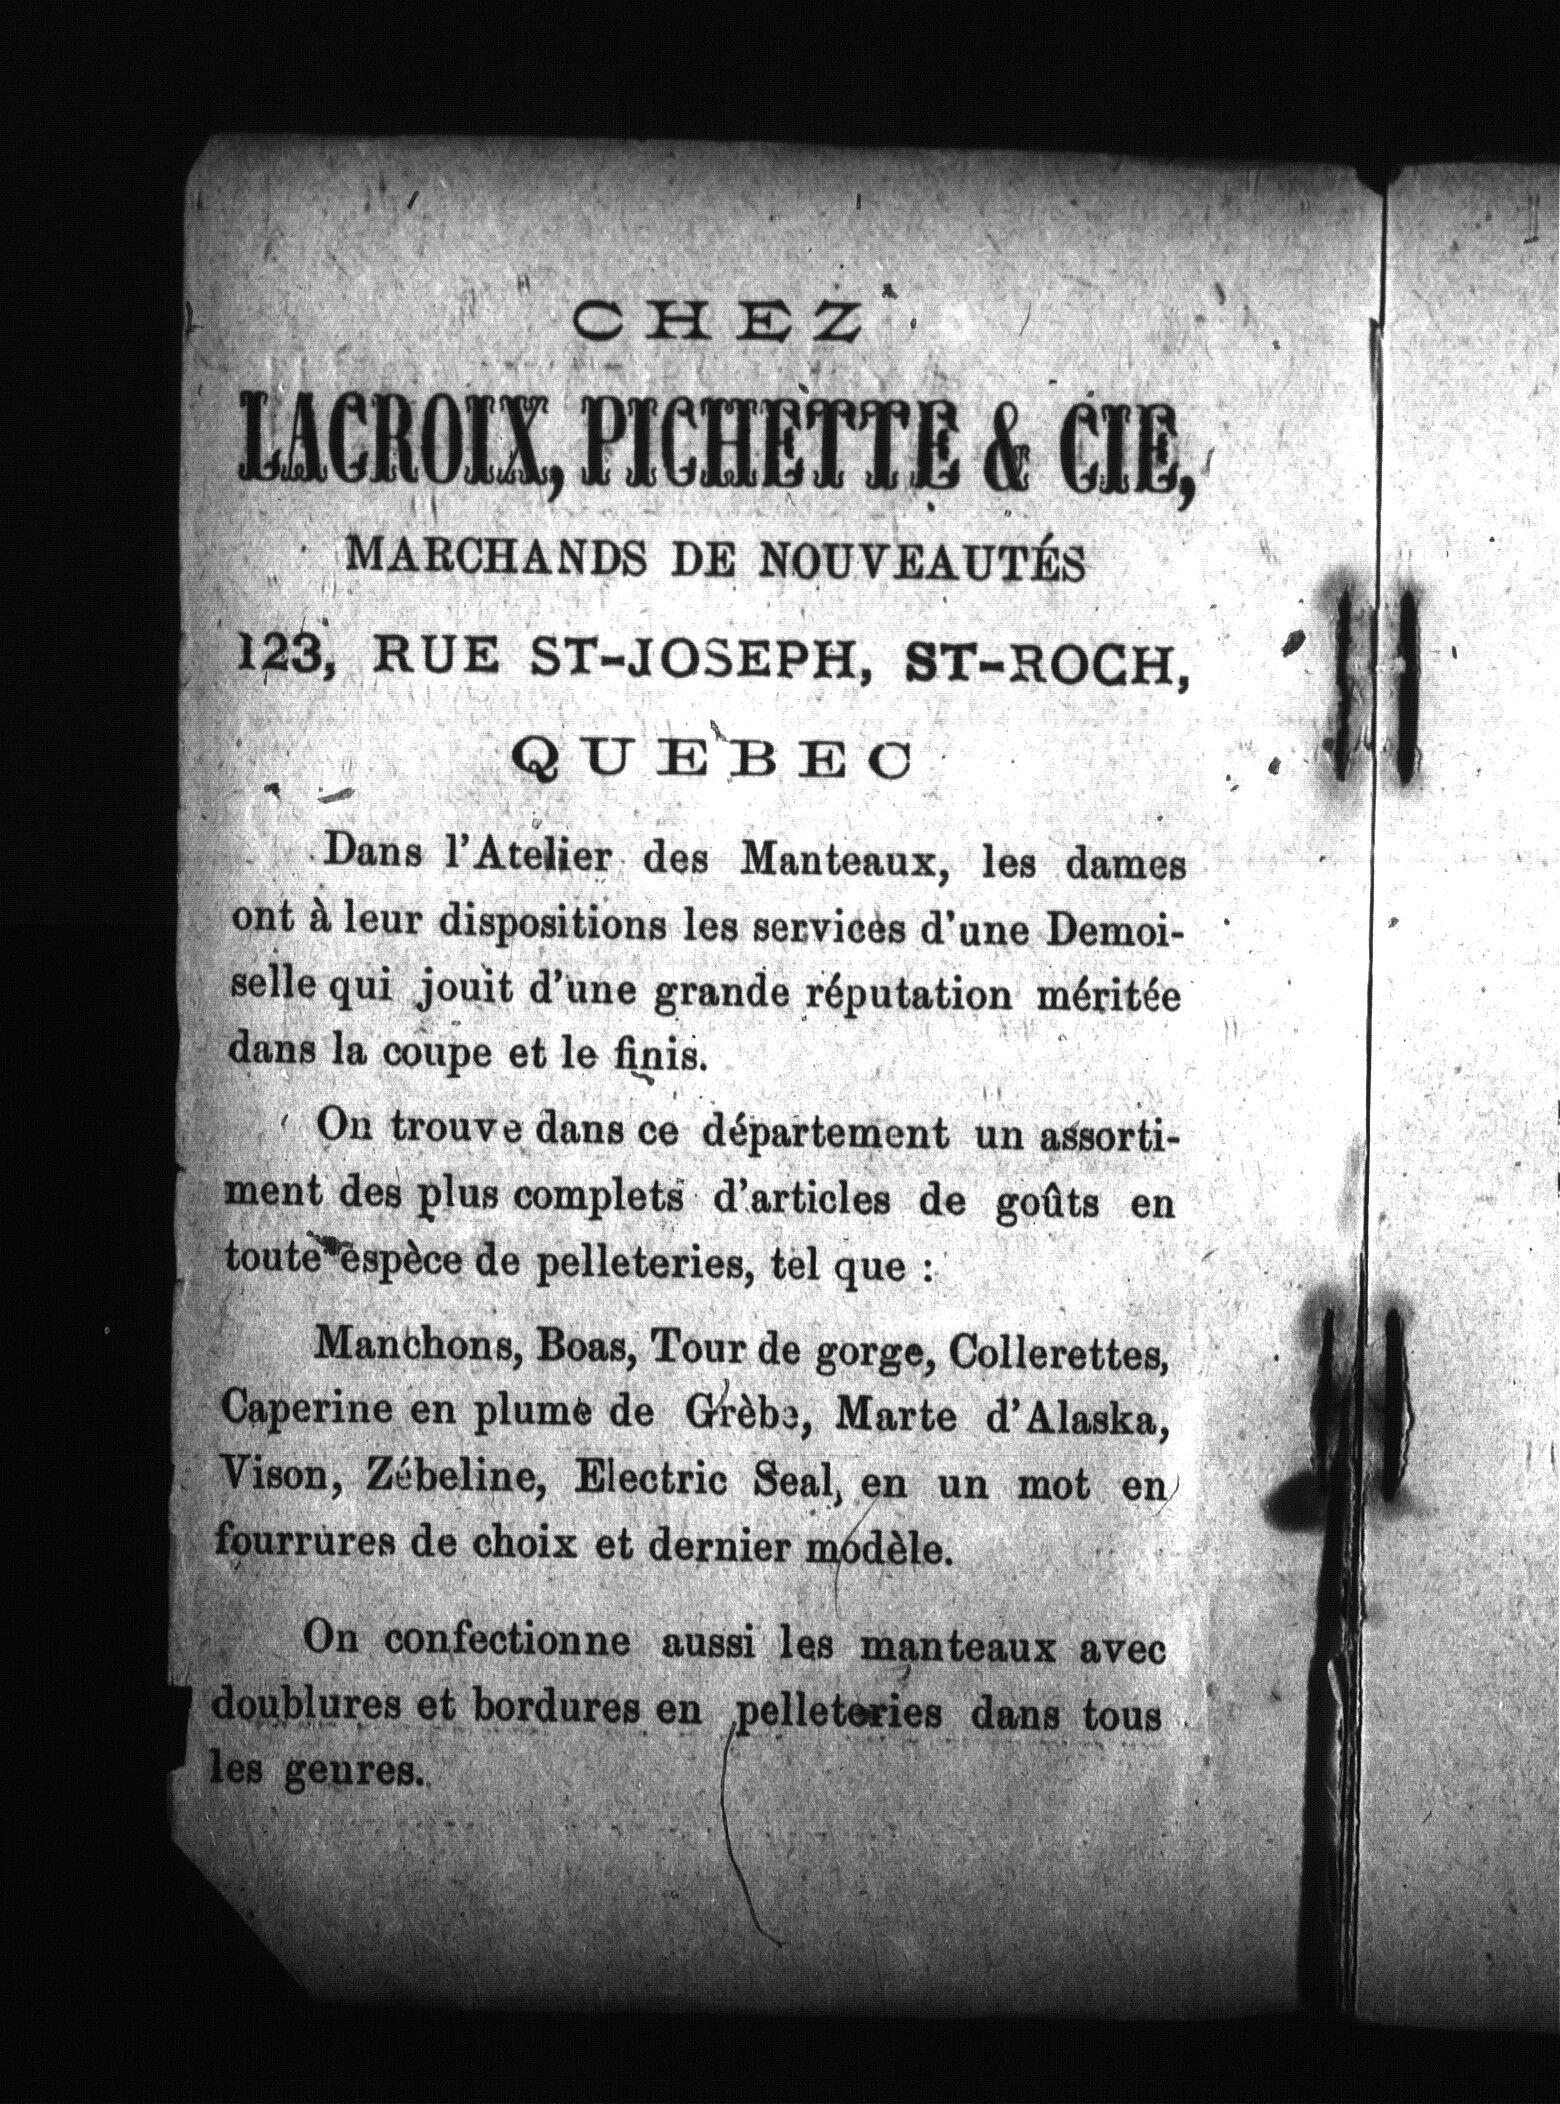 CHEZ
LACROIX, PICHETTE & CIE,
MARCHANDS DE NOUVEAUTÉS
123, RUE ST-JOSEPH, ST-ROCH,
QUEBEC
Dans l'Atelier des Manteaux, les dames
ont à leur dispositions les services d'une Demoi-
selle qui jouit d'une grande réputation méritée
dans la coupe et le finis.
On trouve dans ce département un assorti-
ment des plus complets d'articles de goûts en
toute espèce de pelleteries, tel que :
Manchons, Boas, Tour de gorge, Collerettes,
Caperine en plume de Grèbe, Marte d'Alaska,
Vison, Zébeline, Electric Seal, en un mot en
fourrures de choix et dernier modèle.
On confectionne aussi les manteaux avec
doublures et bordures en pelleteries dans tous
les genres.